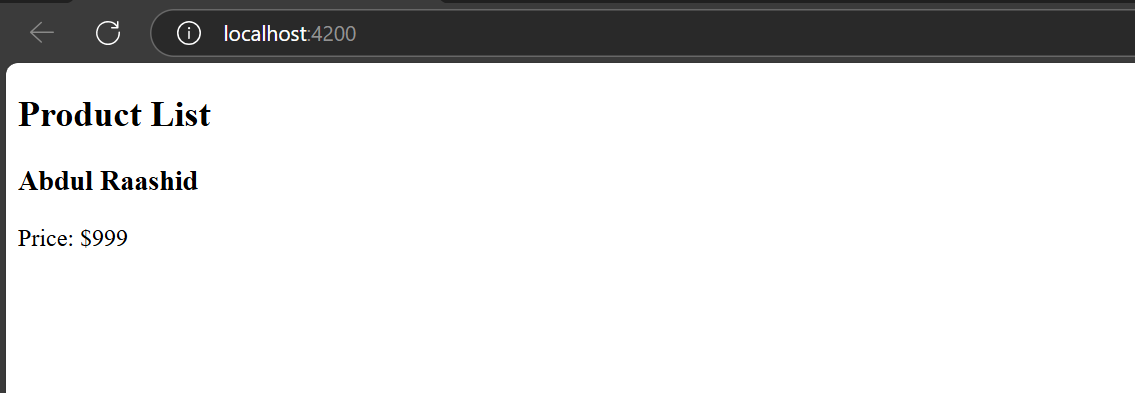 localhost:4200
Product List
Abdul Raashid
Price: $999